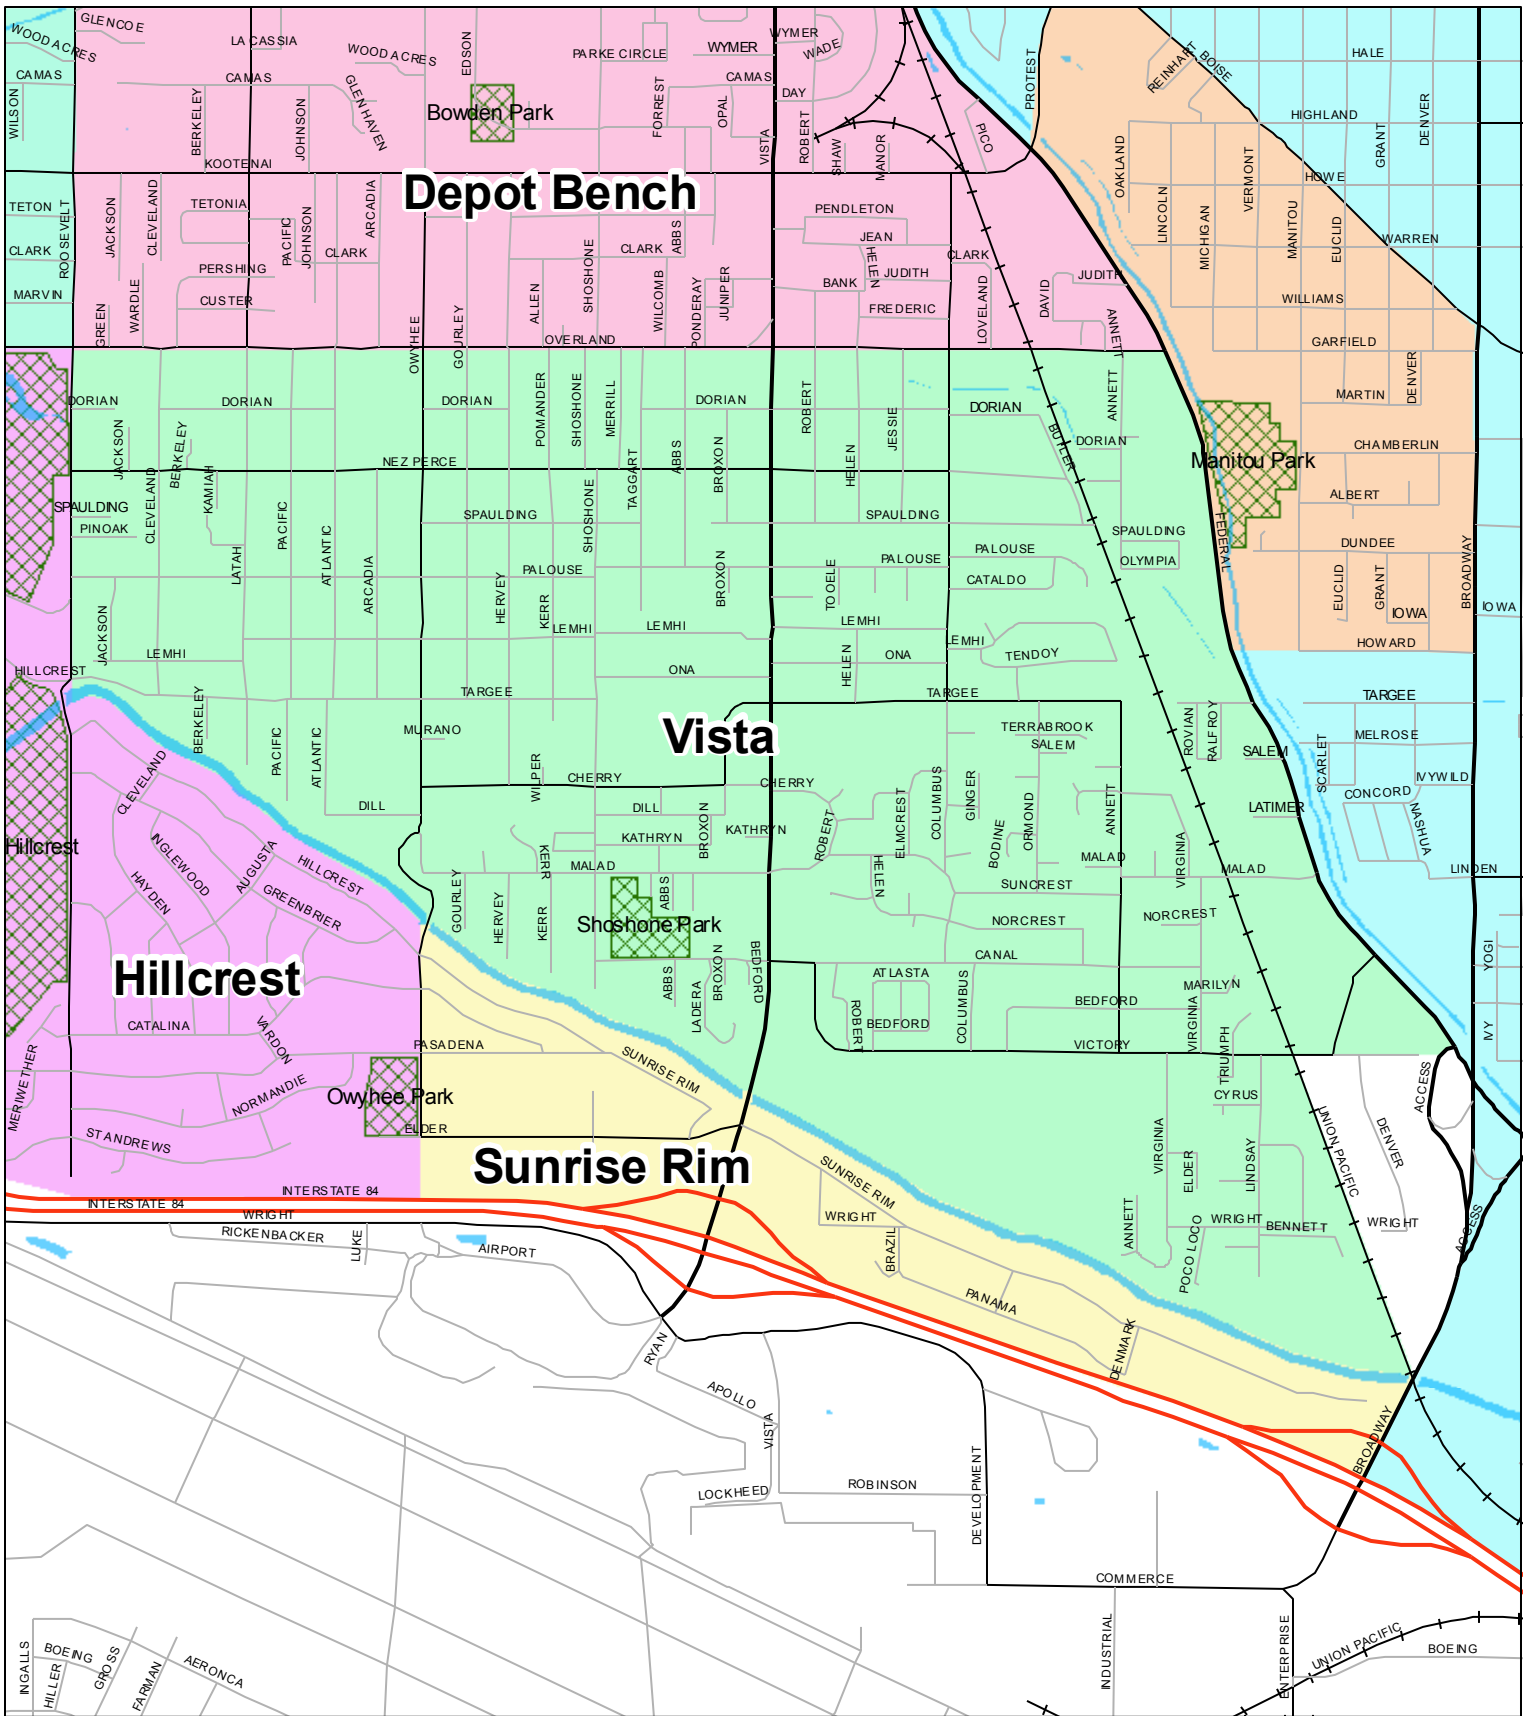 GLENCOE
WOODACRES
LA CASSIA
WOODACRES
EDSON
PARKE CIRCLE
WYMER
WYMER
WADE
PROTEST
REINHART
BOISE
HALE
CAMAS
CAMAS
CAMAS
DAY
WILSON
BERKELEY
JOHNSON
GLENHAVEN
Bowden Park
FORREST
OPAL
VISTA
ROBERT
SHAW
MANOR
PICO
HIGHLAND
GRANT
DENVER
KOOTENAI
OAKLAND
LINCOLN
VERMONT
HOWE
Depot Bench
TETON
ROOSEVELT
JACKSON
CLEVELAND
TETONIA
PACIFIC
JOHNSON
ARCADIA
PENDLETON
MICHIGAN
MANITOU
EUCLID
WARREN
CLARK
CLARK
SHOSHONE
CLARK
ABBS
JEAN
HELEN
CLARK
MARVIN
GREEN
WARDLE
PERSHING
CUSTER
OWYHEE
GOURLEY
ALLEN
WILCOMB
PONDERAY
JUNIPER
BANK
JUDITH
FREDERIC
LOVELAND
DAVID
JUDITH
ANNETT
WILLIAMS
OVERLAND
GARFIELD
DORIAN
DORIAN
DORIAN
POMANDER
SHOSHONE
MERRILL
DORIAN
ROBERT
JESSIE
DORIAN
ANNETT
MARTIN
DENVER
JACKSON
BERKELEY
NEZ PERCE
TAGGART
ABBS
BROXON
HELEN
BUTLER
DORIAN
CHAMBERLIN
Manitou Park
CLEVELAND
KAMIAH
SPAULDING
PINOAK
PACIFIC
ATLANTIC
SPAULDING
SHOSHONE
SPAULDING
SPAULDING
FEDERAL
ALBERT
DUNDEE
BROADWAY
LATAH
ARCADIA
HERVEY
PALOUSE
KERR
BROXON
TOOELE
PALOUSE
PALOUSE
CATALDO
OLYMPIA
EUCLID
GRANT
IOWA
IOWA
JACKSON
LEMHI
LEMHI
LEMHI
LEMHI
LEMHI
HOWARD
HILLCREST
ONA
HELEN
ONA
TENDOY
TARGEE
TARGEE
TARGEE
BERKELEY
PACIFIC
ATLANTIC
MURANO
Vista
TERRABROOK
SALEM
ROVIAN
RALFROY
SALEM
SCARLET
MELROSE
CLEVELAND
WILPER
CHERRY
CHERRY
COLUMBUS
GINGER
IVYWILD
CONCORD
NASHUA
DILL
DILL
BROXON
KATHRYN
KATHRYN
ROBERT
ELMCREST
BODINE
ORMOND
ANNETT
VIRGINIA
LATIMER
Hillcrest
INGLEWOOD
AUGUSTA
HILLCREST
HAYDEN
GREENBRIER
KERR
MALAD
HELEN
MALAD
MALAD
LINDEN
GOURLEY
HERVEY
KERR
ABBS
SUNCREST
Shoshone Park
NORCREST
NORCREST
Hillcrest
ABBS
BROXON
BEDFORD
CANAL
YOGI
LADERA
ATLASTA
COLUMBUS
MARILYN
CATALINA
VARDON
ROBERT
BEDFORD
BEDFORD
VIRGINIA
IVY
PASADENA
VICTORY
TRIUMPH
MERIWETHER
SUNRISE RIM
ACCESS
NORMANDIE
Owyhee Park
CYRUS
UNION PACIFIC
DENVER
ST ANDREWS
ELDER
VIRGINIA
ELDER
LINDSAY
Sunrise Rim
SUNRISE RIM
INTERSTATE 84
INTERSTATE 84
WRIGHT
WRIGHT
ANNETT
POCO LOCO
WRIGHT
BENNETT
WRIGHT
ACCESS
RICKENBACKER
LUKE
AIRPORT
BRAZIL
PANAMA
RYAN
DENMARK
APOLLO
VISTA
BROADWAY
LOCKHEED
ROBINSON
DEVELOPMENT
COMMERCE
INGALLS
BOEING
HILLER
GROSS
FARMAN
AERONCA
INDUSTRIAL
ENTERPRISE
UNION PACIFIC
BOEING
TARGEE